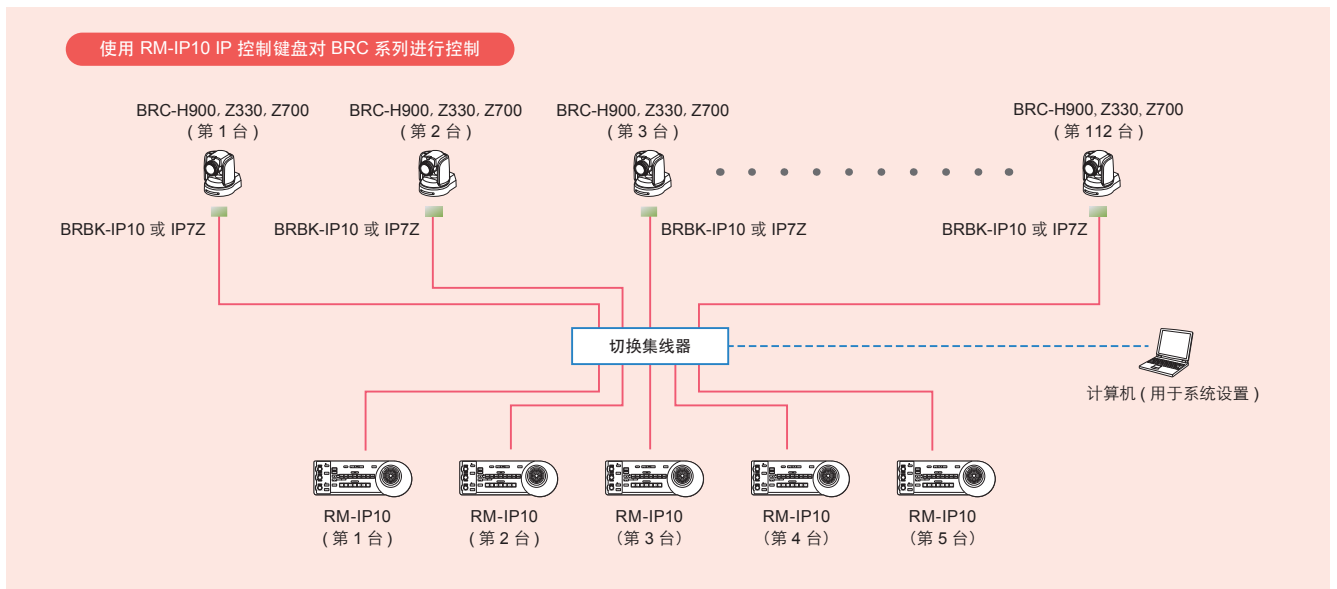 使用 RM-IP10 IP 控制键盘对 BRC 系列进行控制
BRC-H900, Z330, Z700
( 第 1 台 )
BRC-H900, Z330, Z700
( 第 2 台 )
BRC-H900, Z330, Z700
( 第 3 台 )
BRC-H900, Z330, Z700
( 第 112 台 )
BRBK-IP10 或 IP7Z
BRBK-IP10 或 IP7Z
BRBK-IP10 或 IP7Z
BRBK-IP10 或 IP7Z
切换集线器
计算机 ( 用于系统设置 )
RM-IP10
( 第 1 台 )
RM-IP10
( 第 2 台 )
RM-IP10
（第 3 台）
RM-IP10
（第 4 台）
RM-IP10
（第 5 台）